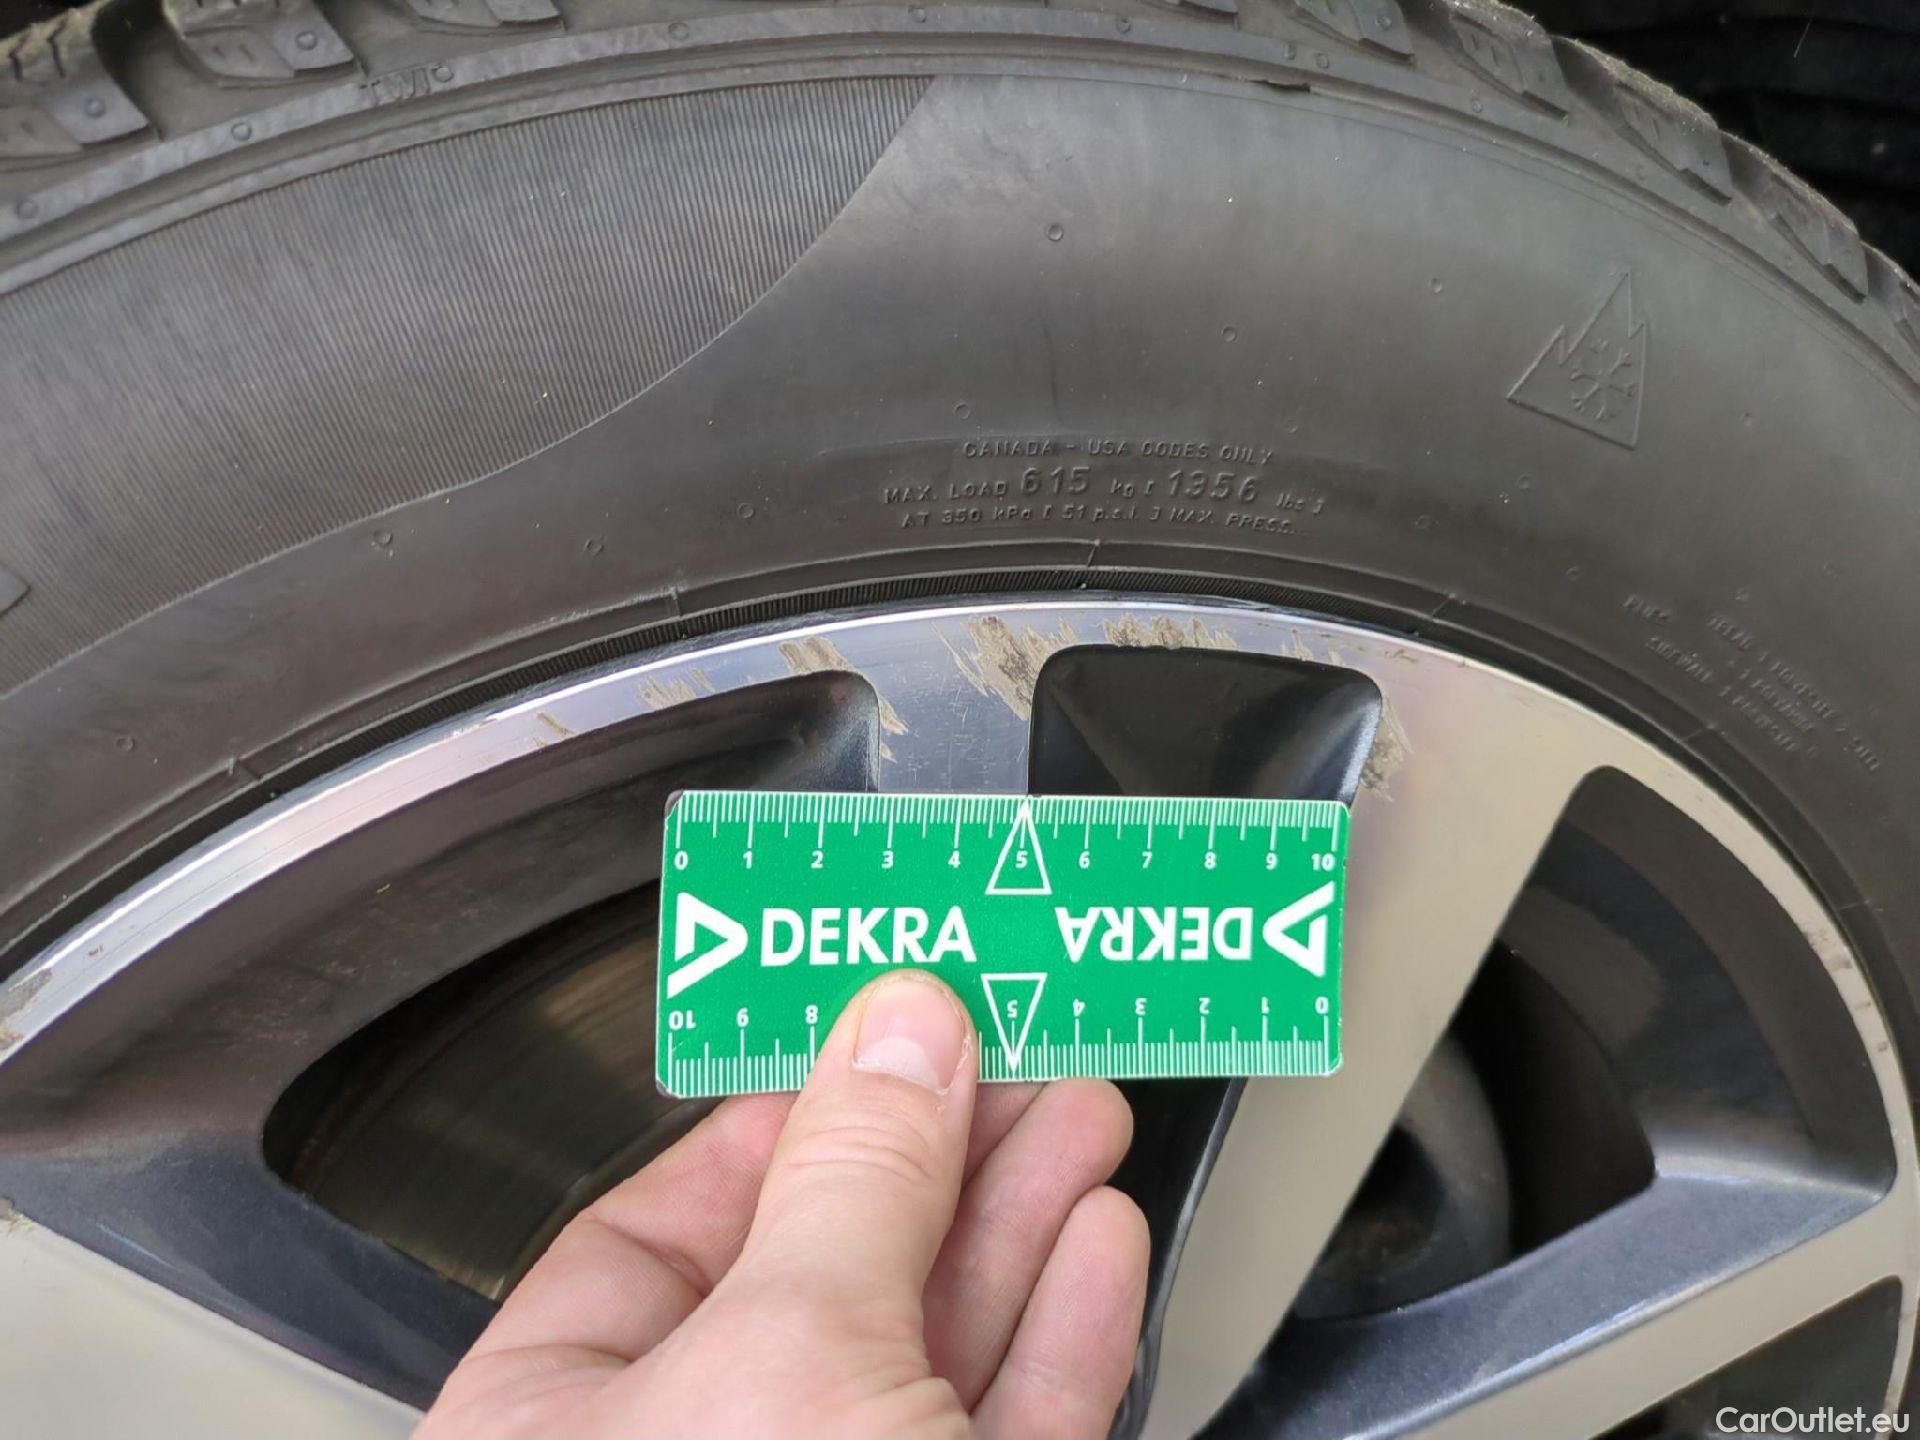 TWI
CANADA - USA CODES ONLY
MAX. LOAD 615 kg [ 1356 lbs ]
AT 350 kPa [ 51 p.s.i. ] MAX. PRESS.
SIDEWALL
0 1 2 3 4 5 6 7 8 9 10
DEKRA DEKRA
10 9 8 5 4 3 2 1 0
CarOutlet.eu